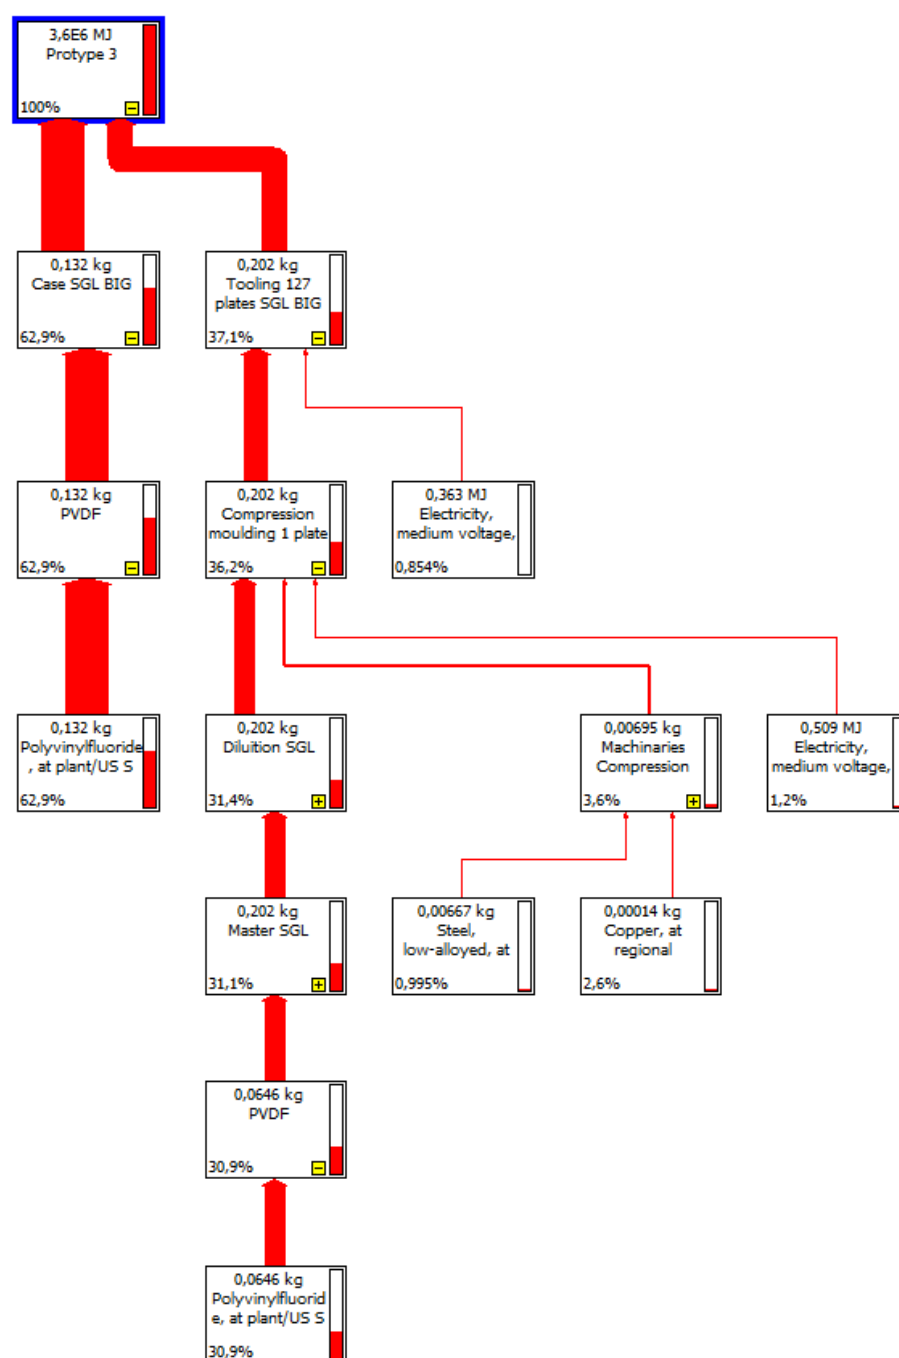 3,6E6 MJ
Protype 3
100%
0,132 kg
Case SGL BIG
62,9%
0,202 kg
Tooling 127
plates SGL BIG
37,1%
0,132 kg
PVDF
62,9%
0,202 kg
Compression
moulding 1 plate
36,2%
0,363 MJ
Electricity,
medium voltage,
0,854%
0,132 kg
Polyvinylfluoride
, at plant/US S
62,9%
0,202 kg
Diluition SGL
31,4%
0,00695 kg
Machinaries
Compression
3,6%
0,509 MJ
Electricity,
medium voltage,
1,2%
0,202 kg
Master SGL
31,1%
0,00667 kg
Steel,
low-alloyed, at
0,995%
0,00014 kg
Copper, at
regional
2,6%
0,0646 kg
PVDF
30,9%
0,0646 kg
Polyvinylfluorid
e, at plant/US S
30,9%